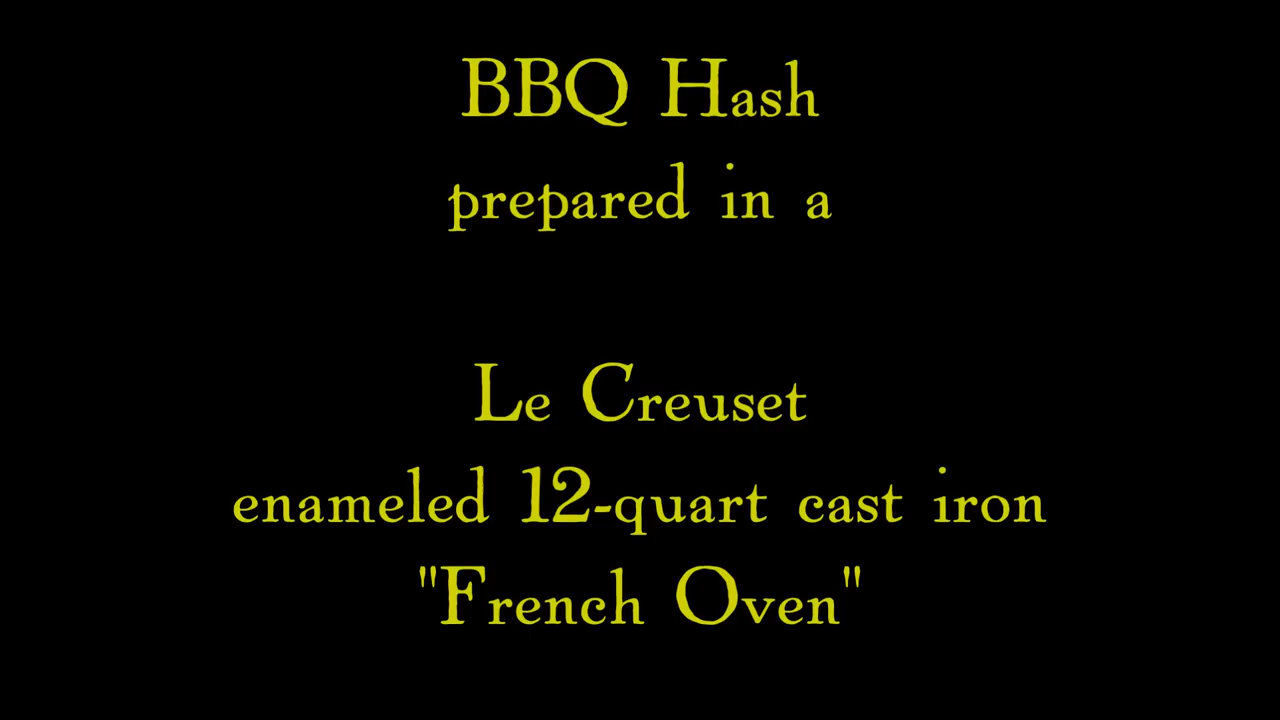 BBQ Hash
prepared in a
Le Creuset
enameled 12-quart cast iron
"French Oven"